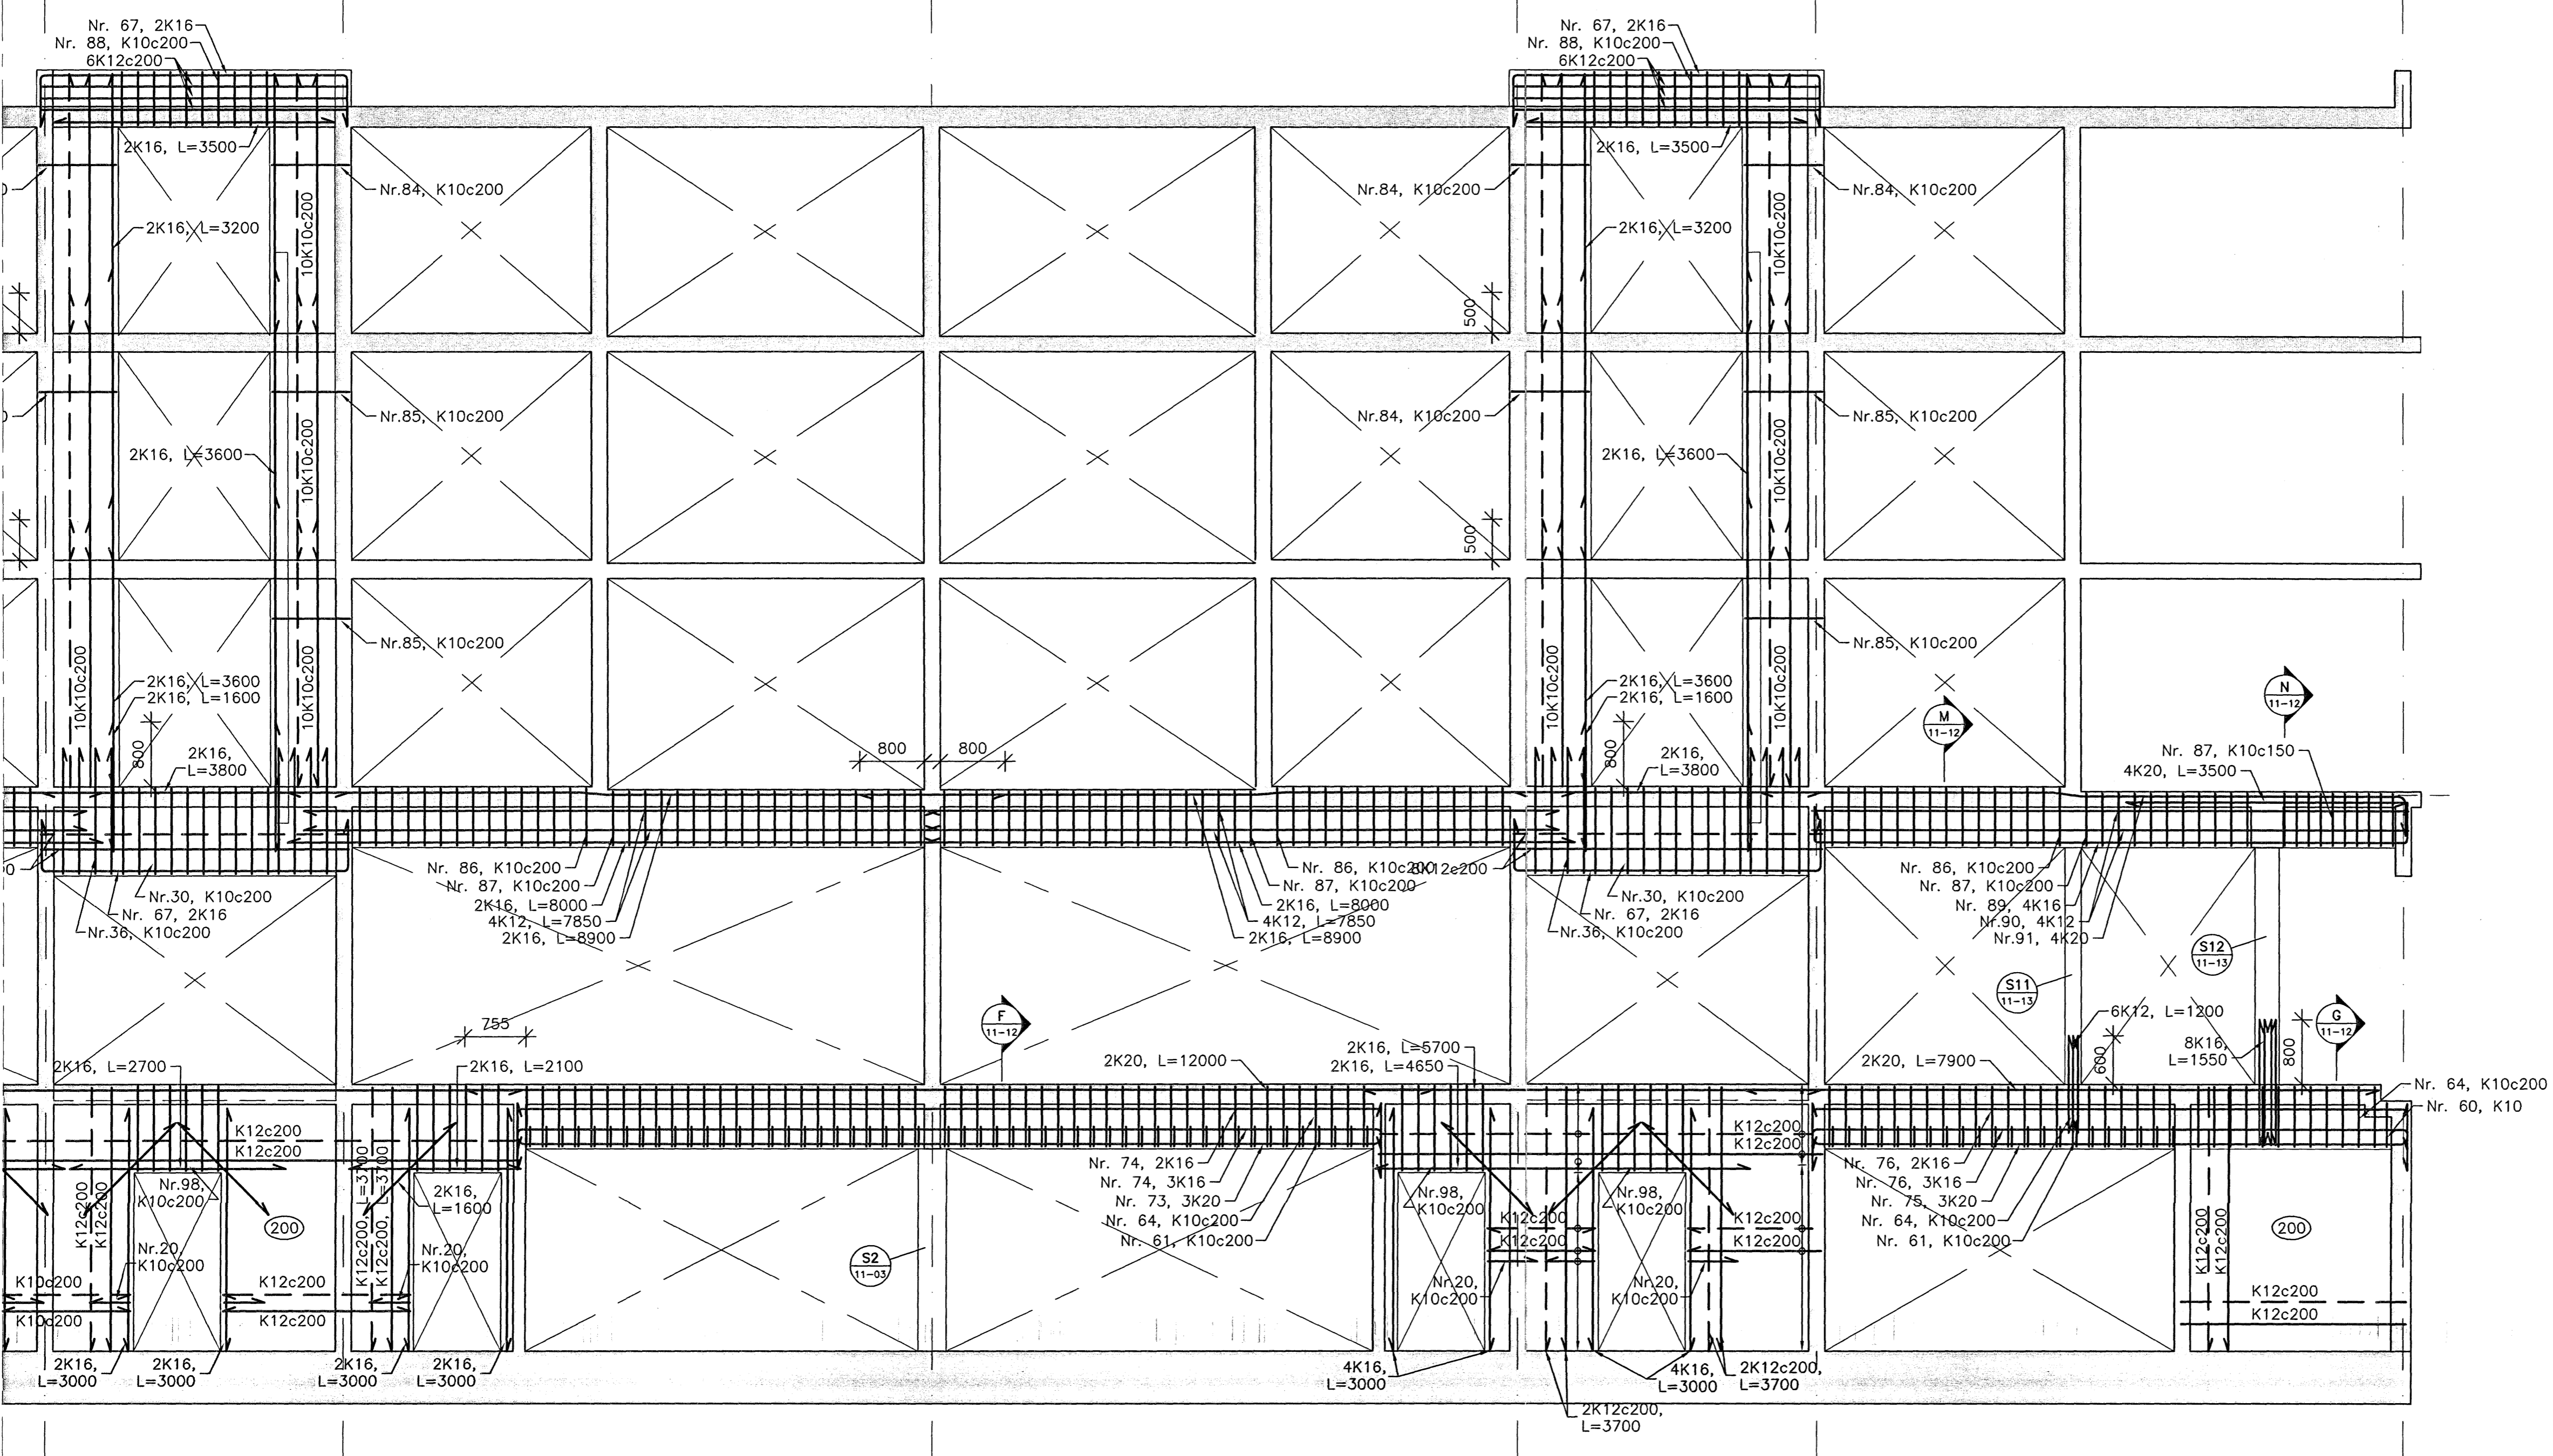 Nr. 67, 2K16
Nr. 88, K10c200
6K12c200
Nr. 67, 2K16
Nr. 88, K10c200
6K12c200
2K16, L=3500
2K16, L=3500
Nr.84, K10c200
Nr.84, K10c200
Nr.84, K10c200
2K16, L=3200
10K10c200
2K16, L=3200
10K10c200
500
Nr.85, K10c200
Nr.84, K10c200
Nr.85, K10c200
2K16, L=3600
10K10c200
2K16, L=3600
10K10c200
500
Nr.85, K10c200
Nr.85, K10c200
10K10c200
2K16, L=3600
2K16, L=1600
10K10c200
10K10c200
2K16, L=3600
2K16, L=1600
10K10c200
M
11-12
N
11-12
800
2K16,
L=3800
800
800
800
2K16,
L=3800
Nr. 87, K10c150
4K20, L=3500
Nr. 86, K10c200
Nr. 87, K10c200
2K16, L=8000
4K12, L=7850
2K16, L=8900
Nr. 86, K10c200
Nr. 87, K10c200
2K16, L=8000
4K12, L=7850
2K16, L=8900
6K12c200
Nr. 86, K10c200
Nr. 87, K10c200
Nr. 89, 4K16
Nr.90, 4K12
Nr.91, 4K20
Nr.30, K10c200
Nr. 67, 2K16
Nr.36, K10c200
Nr.30, K10c200
Nr. 67, 2K16
Nr.36, K10c200
S12
11-13
S11
11-13
F
11-12
G
11-12
755
6K12, L=1200
600
8K16,
L=1550
800
2K16, L=2700
2K16, L=2100
2K20, L=12000
2K16, L=5700
2K16, L=4650
2K20, L=7900
Nr. 64, K10c200
Nr. 60, K10
K12c200
K12c200
K12c200
K12c200
Nr. 74, 2K16
Nr. 74, 3K16
Nr. 73, 3K20
Nr. 64, K10c200
Nr. 61, K10c200
Nr. 76, 2K16
Nr. 76, 3K16
Nr. 75, 3K20
Nr. 64, K10c200
Nr. 61, K10c200
Nr.98,
K10c200
2K16,
L=1600
Nr.98,
K10c200
Nr.98,
K10c200
K12c200
K12c200
K12c200, L=3700
K12c200, L=3700
200
200
K12c200
K12c200
K12c200
K12c200
K12c200
K12c200
Nr.20,
K10c200
Nr.20,
K10c200
S2
11-03
Nr.20,
K10c200
Nr.20,
K10c200
K10c200
K10c200
K12c200
K12c200
K12c200
K12c200
2K16,
L=3000
2K16,
L=3000
2K16,
L=3000
2K16,
L=3000
4K16,
L=3000
4K16,
L=3000
2K12c200,
L=3700
2K12c200,
L=3700